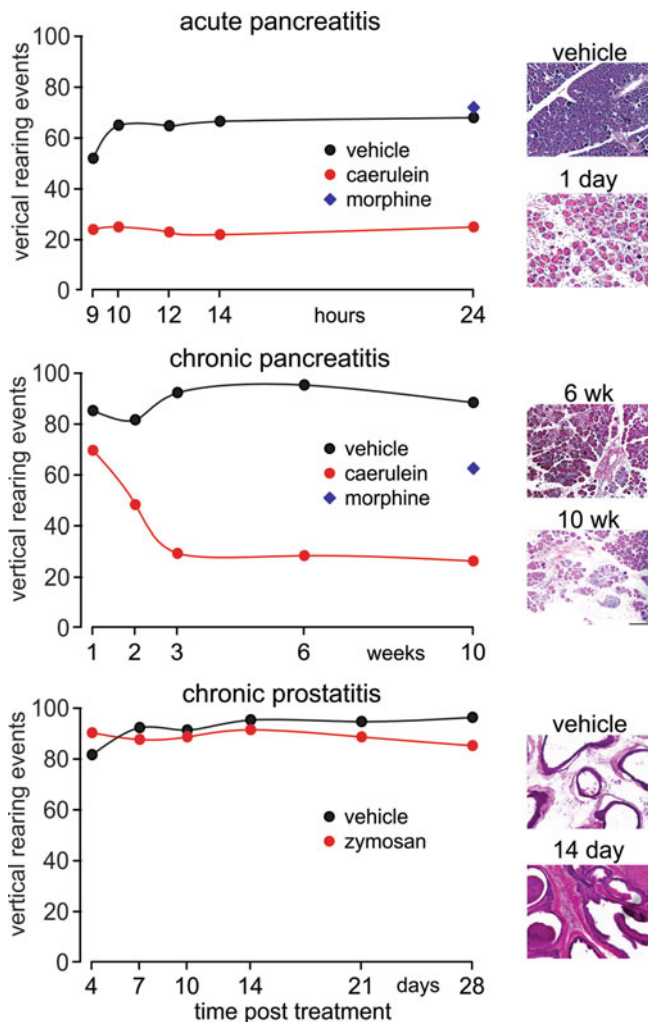 acute pancreatitis
verical rearing events
100
80
60
40
20
0
9 10 12 14 hours 24
vehicle
caerulein
morphine
vehicle
1 day
chronic pancreatitis
vertical rearing events
100
80
60
40
20
0
1 2 3 6 weeks 10
vehicle
caerulein
morphine
6 wk
10 wk
chronic prostatitis
vertical rearing events
100
80
60
40
20
0
4 7 10 14 21 days 28
time post treatment
vehicle
zymosan
vehicle
14 day